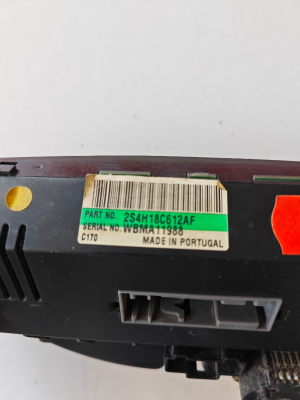 PART NO. 2S4H18C612AF
SERIAL NO. WBMA11988
C170 MADE IN PORTUGAL